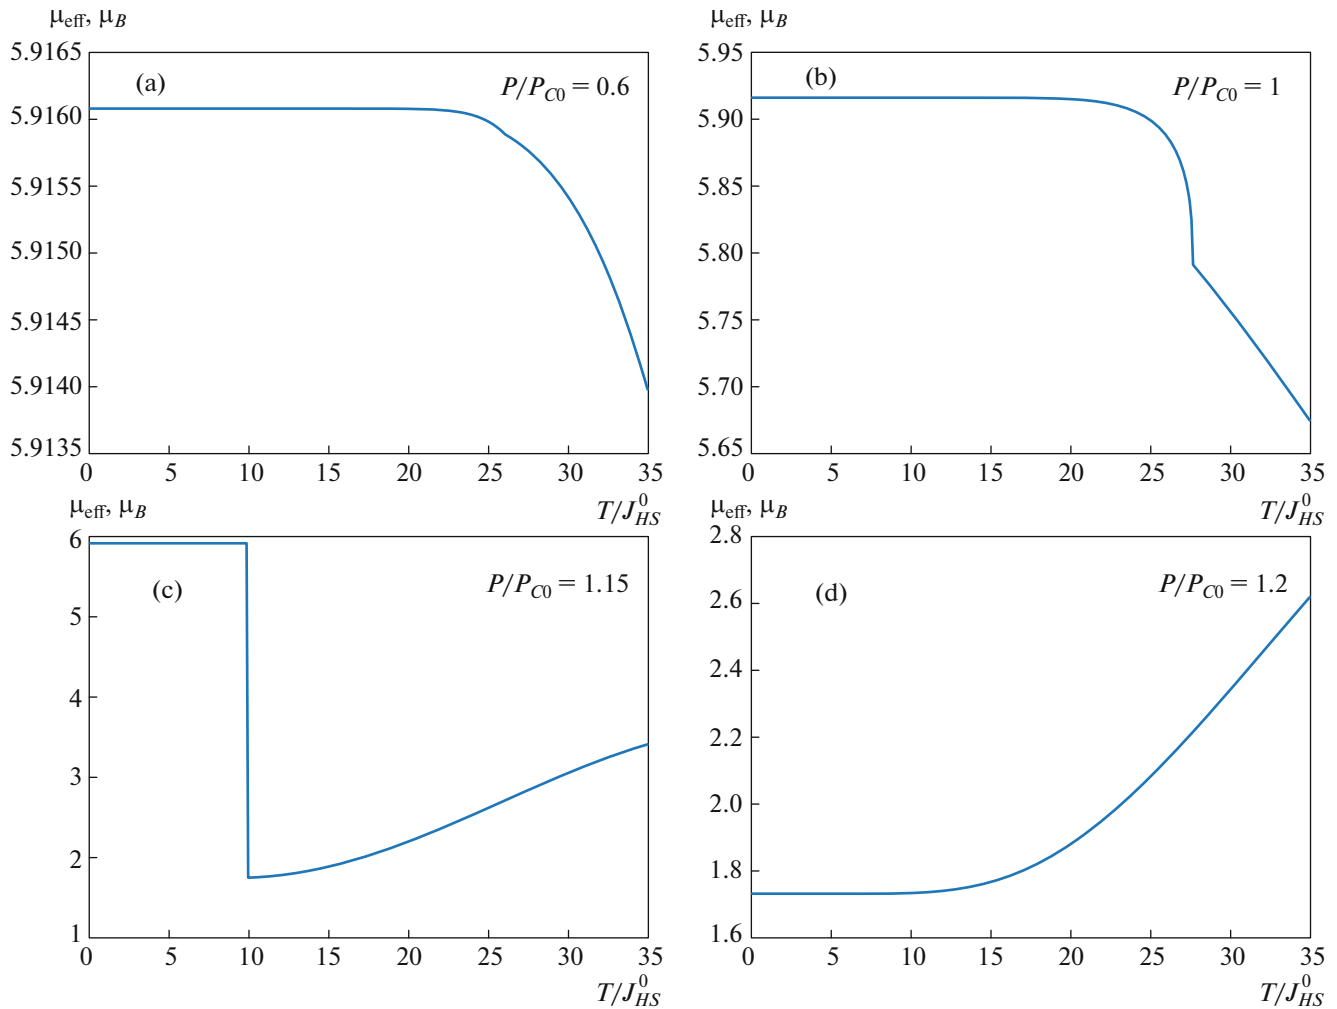 μeff, μB
5.9165
5.9160
5.9155
5.9150
5.9145
5.9140
5.9135
(a)
P/PC0 = 0.6
0 5 10 15 20 25 30 35
T/J⁰HS
μeff, μB
5.95
5.90
5.85
5.80
5.75
5.70
5.65
(b)
P/PC0 = 1
0 5 10 15 20 25 30 35
T/J⁰HS
μeff, μB
6
5
4
3
2
1
(c)
P/PC0 = 1.15
0 5 10 15 20 25 30 35
T/J⁰HS
μeff, μB
2.8
2.6
2.4
2.2
2.0
1.8
1.6
(d)
P/PC0 = 1.2
0 5 10 15 20 25 30 35
T/J⁰HS